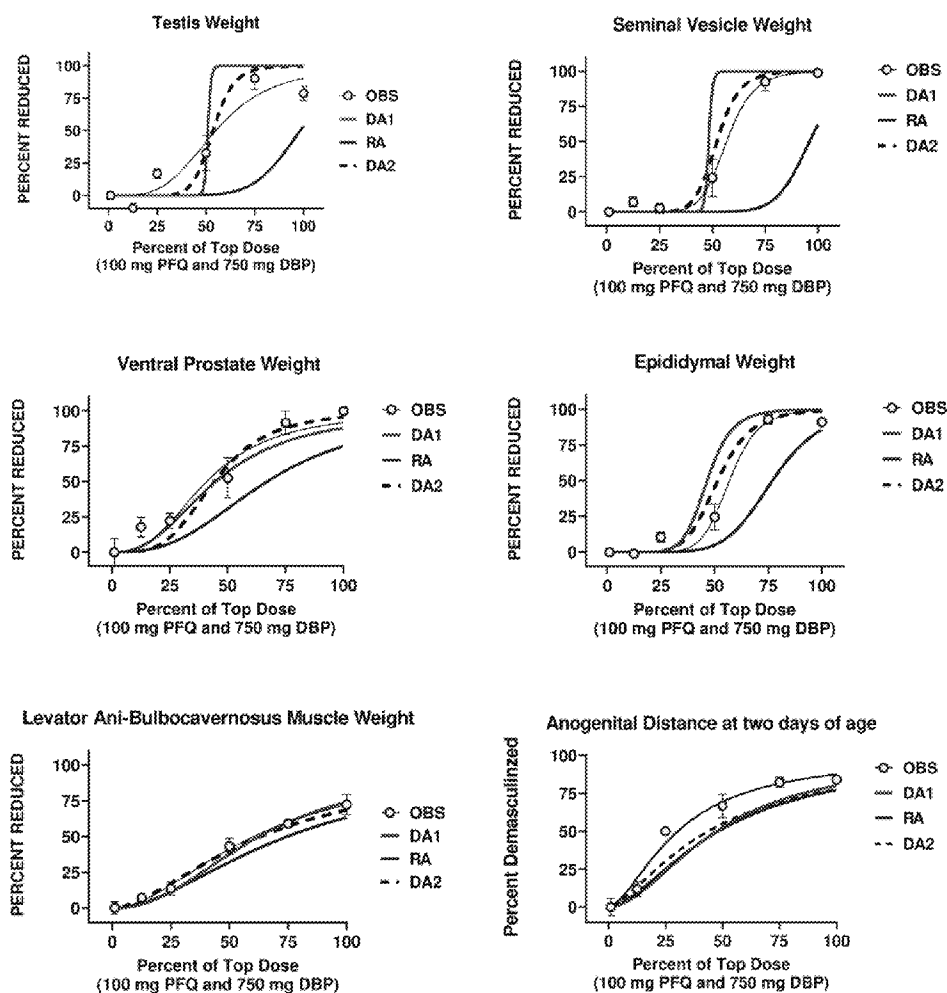 Testis Weight
PERCENT REDUCED
100
75
50
25
0
0 25 50 75 100
Percent of Top Dose
(100 mg PFQ and 750 mg DBP)
OBS
DA1
RA
DA2
Seminal Vesicle Weight
PERCENT REDUCED
100
75
50
25
0
0 25 50 75 100
Percent of Top Dose
(100 mg PFQ and 750 mg DBP)
OBS
DA1
RA
DA2
Ventral Prostate Weight
PERCENT REDUCED
100
75
50
25
0
0 25 50 75 100
Percent of Top Dose
(100 mg PFQ and 750 mg DBP)
OBS
DA1
RA
DA2
Epididymal Weight
PERCENT REDUCED
100
75
50
25
0
0 25 50 75 100
Percent of Top Dose
(100 mg PFQ and 750 mg DBP)
OBS
DA1
RA
DA2
Levator Ani-Bulbocavernosus Muscle Weight
PERCENT REDUCED
100
75
50
25
0
0 25 50 75 100
Percent of Top Dose
(100 mg PFQ and 750 mg DBP)
OBS
DA1
RA
DA2
Anogenital Distance at two days of age
Percent Demasculinzed
100
75
50
25
0
0 25 50 75 100
Percent of Top Dose
(100 mg PFQ and 750 mg DBP)
OBS
DA1
RA
DA2